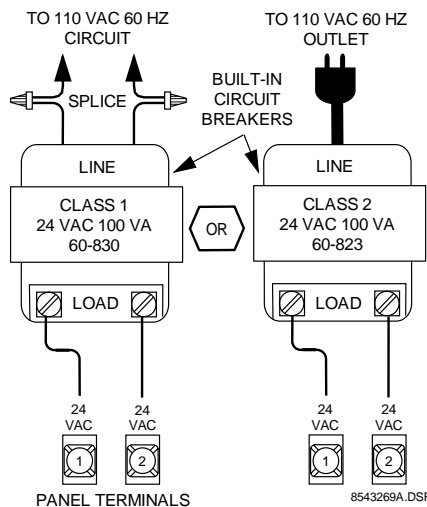 TO 110 VAC 60 HZ
CIRCUIT
TO 110 VAC 60 HZ
OUTLET
SPLICE
BUILT-IN
CIRCUIT
BREAKERS
LINE
LINE
CLASS 1
24 VAC 100 VA
60-830
OR
CLASS 2
24 VAC 100 VA
60-823
LOAD
LOAD
24
VAC
24
VAC
24
VAC
24
VAC
1
2
1
2
PANEL TERMINALS
8543269A.DSF